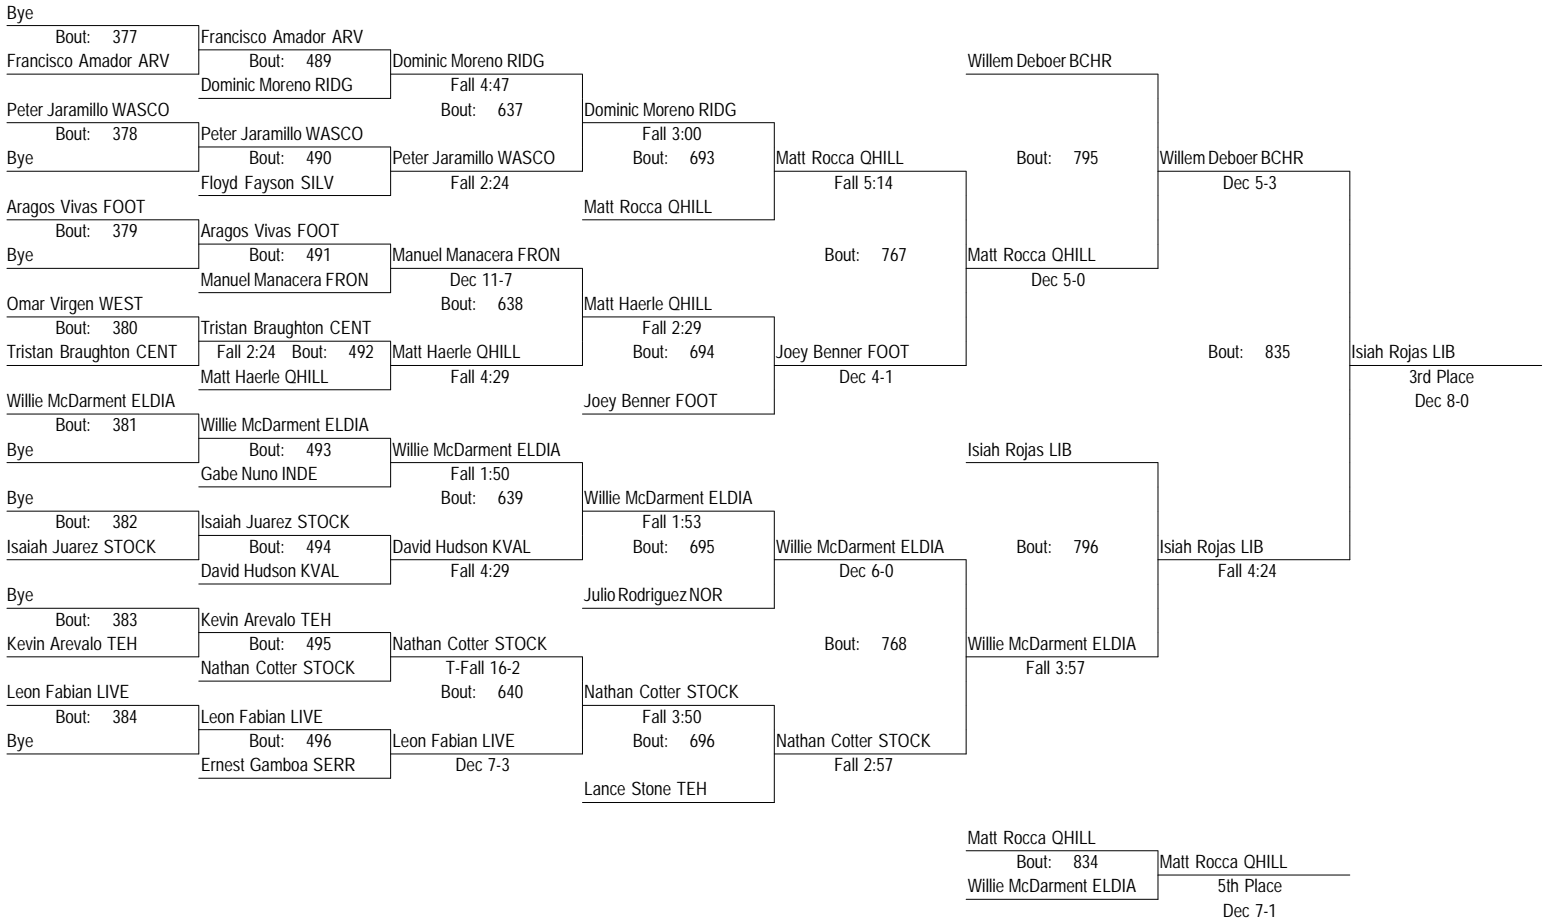 Bye
Bout: 377
Francisco Amador ARV
Francisco Amador ARV
Bout: 489
Dominic Moreno RIDG
Dominic Moreno RIDG
Fall 4:47
Bout: 637
Peter Jaramillo WASCO
Bout: 378
Bye
Peter Jaramillo WASCO
Bout: 490
Floyd Fayson SILV
Peter Jaramillo WASCO
Fall 2:24
Dominic Moreno RIDG
Fall 3:00
Bout: 693
Matt Rocca QHILL
Matt Rocca QHILL
Fall 5:14
Bout: 767
Aragos Vivas FOOT
Bout: 379
Bye
Aragos Vivas FOOT
Bout: 491
Manuel Manacera FRON
Manuel Manacera FRON
Dec 11-7
Bout: 638
Omar Virgen WEST
Bout: 380
Tristan Braughton CENT
Tristan Braughton CENT
Fall 2:24 Bout: 492
Matt Haerle QHILL
Matt Haerle QHILL
Fall 4:29
Matt Haerle QHILL
Fall 2:29
Bout: 694
Joey Benner FOOT
Joey Benner FOOT
Dec 4-1
Willem Deboer BCHR
Bout: 795
Matt Rocca QHILL
Dec 5-0
Willem Deboer BCHR
Dec 5-3
Bout: 835
Isiah Rojas LIB
3rd Place
Dec 8-0
Willie McDarment ELDIA
Bout: 381
Bye
Willie McDarment ELDIA
Bout: 493
Gabe Nuno INDE
Willie McDarment ELDIA
Fall 1:50
Bout: 639
Bye
Bout: 382
Isaiah Juarez STOCK
Isaiah Juarez STOCK
Bout: 494
David Hudson KVAL
David Hudson KVAL
Fall 4:29
Willie McDarment ELDIA
Fall 1:53
Bout: 695
Julio Rodriguez NOR
Willie McDarment ELDIA
Dec 6-0
Bout: 768
Bye
Bout: 383
Kevin Arevalo TEH
Kevin Arevalo TEH
Bout: 495
Nathan Cotter STOCK
Nathan Cotter STOCK
T-Fall 16-2
Bout: 640
Leon Fabian LIVE
Bout: 384
Bye
Leon Fabian LIVE
Bout: 496
Ernest Gamboa SERR
Leon Fabian LIVE
Dec 7-3
Nathan Cotter STOCK
Fall 3:50
Bout: 696
Lance Stone TEH
Nathan Cotter STOCK
Fall 2:57
Isiah Rojas LIB
Bout: 796
Willie McDarment ELDIA
Fall 3:57
Isiah Rojas LIB
Fall 4:24
Matt Rocca QHILL
Bout: 834
Willie McDarment ELDIA
Matt Rocca QHILL
5th Place
Dec 7-1